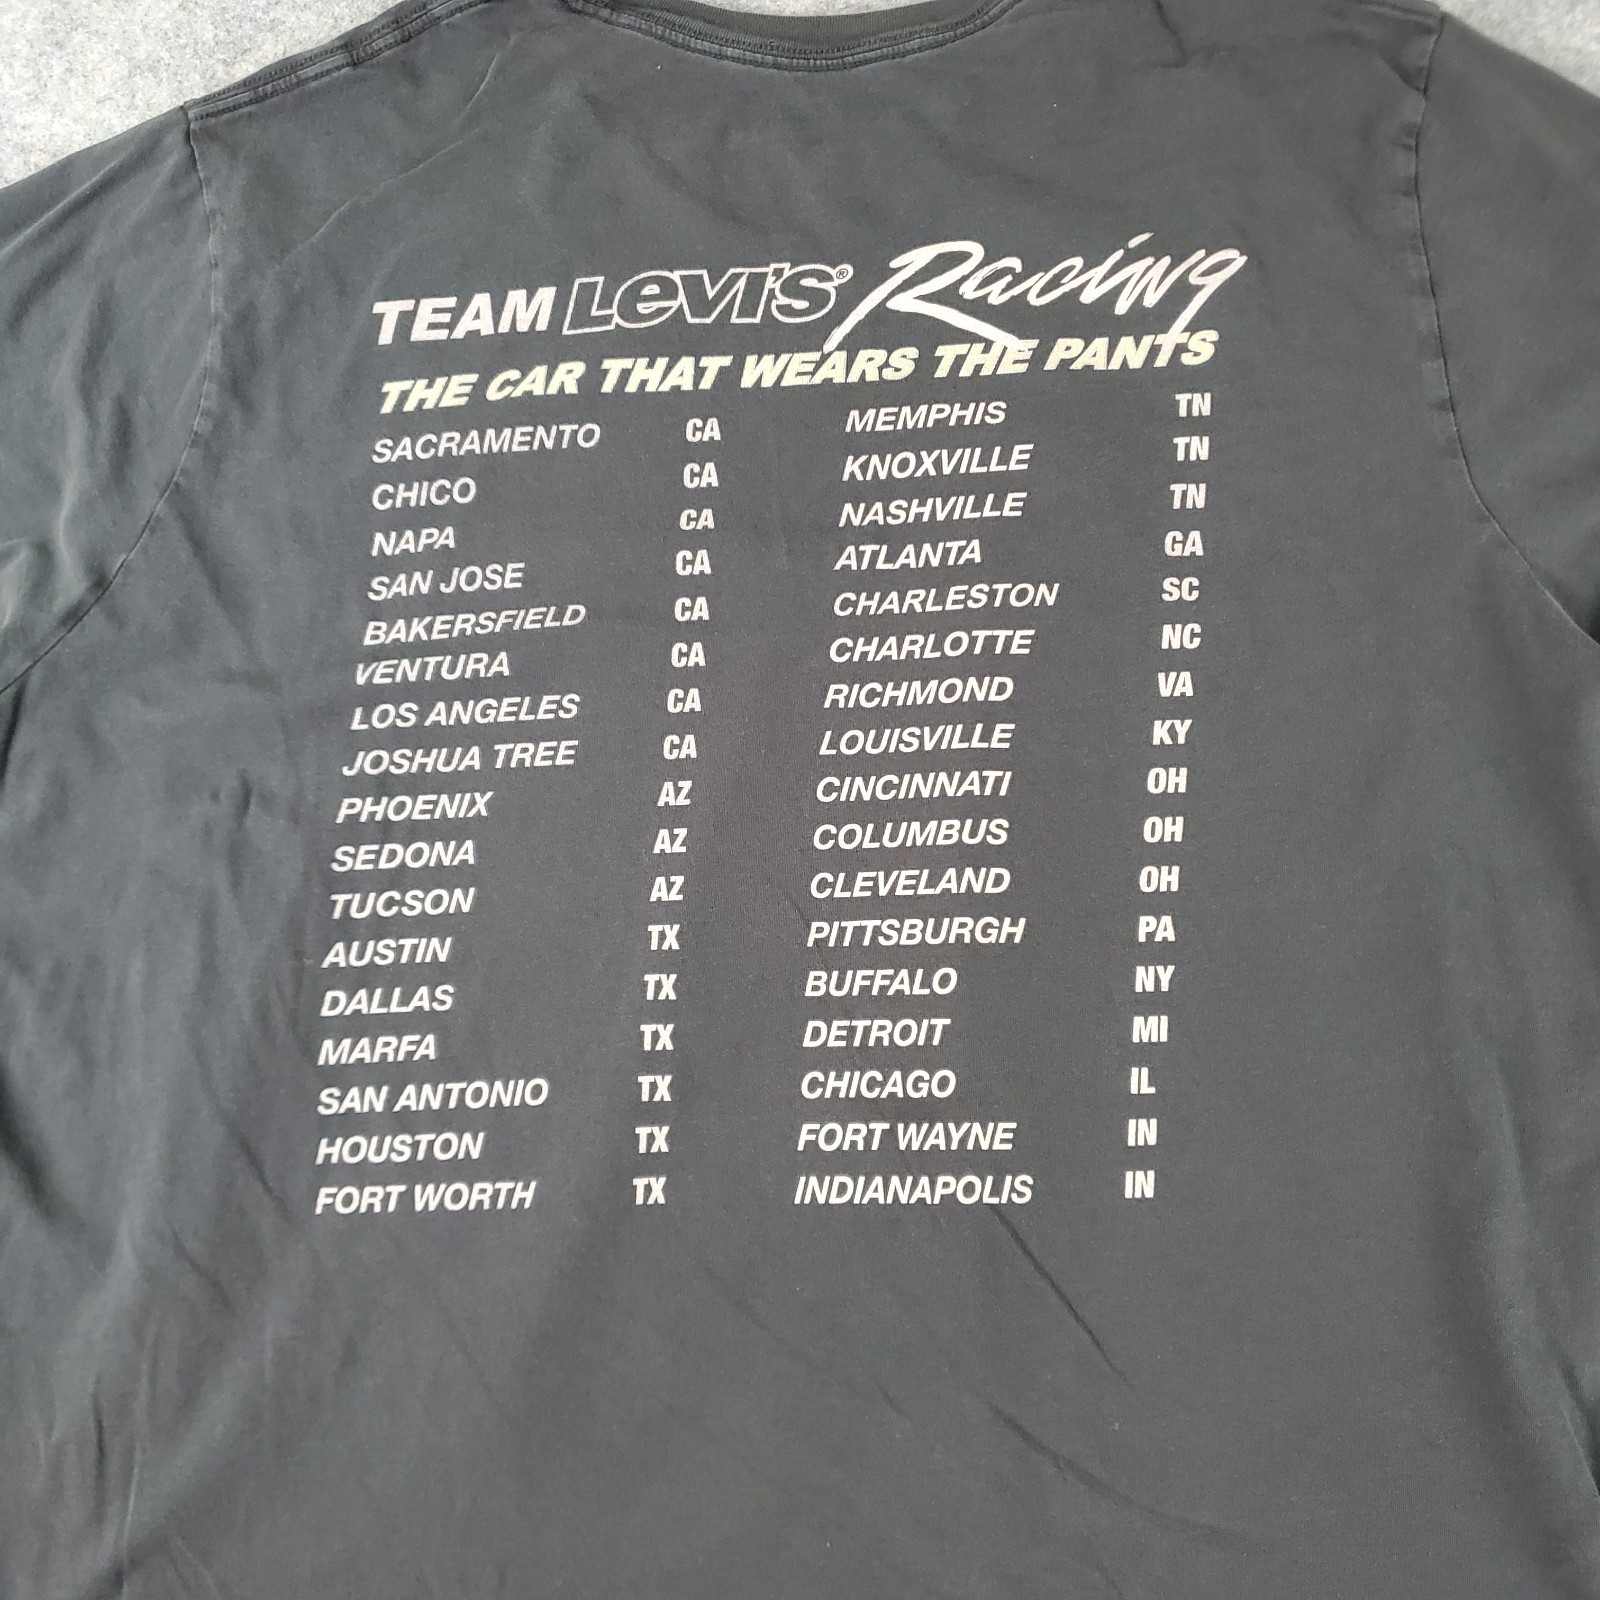 TEAM LEVI'S® Racing
THE CAR THAT WEARS THE PANTS
SACRAMENTO CA
CHICO CA
NAPA CA
SAN JOSE CA
BAKERSFIELD CA
VENTURA CA
LOS ANGELES CA
JOSHUA TREE CA
PHOENIX AZ
SEDONA AZ
TUCSON AZ
AUSTIN TX
DALLAS TX
MARFA TX
SAN ANTONIO TX
HOUSTON TX
FORT WORTH TX
MEMPHIS TN
KNOXVILLE TN
NASHVILLE TN
ATLANTA GA
CHARLESTON SC
CHARLOTTE NC
RICHMOND VA
LOUISVILLE KY
CINCINNATI OH
COLUMBUS OH
CLEVELAND OH
PITTSBURGH PA
BUFFALO NY
DETROIT MI
CHICAGO IL
FORT WAYNE IN
INDIANAPOLIS IN